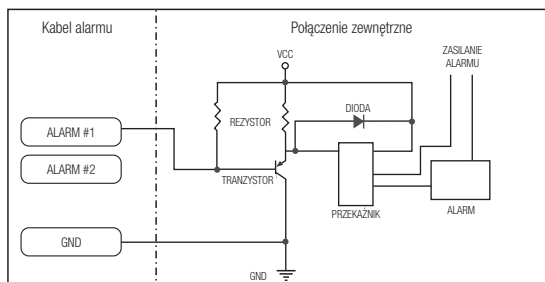 Kabel alarmu
Połączenie zewnętrzne
VCC
ZASILANIE
ALARMU
DIODA
REZYSTOR
ALARM #1
ALARM #2
TRANZYSTOR
PRZEKAŹNIK
ALARM
GND
GND